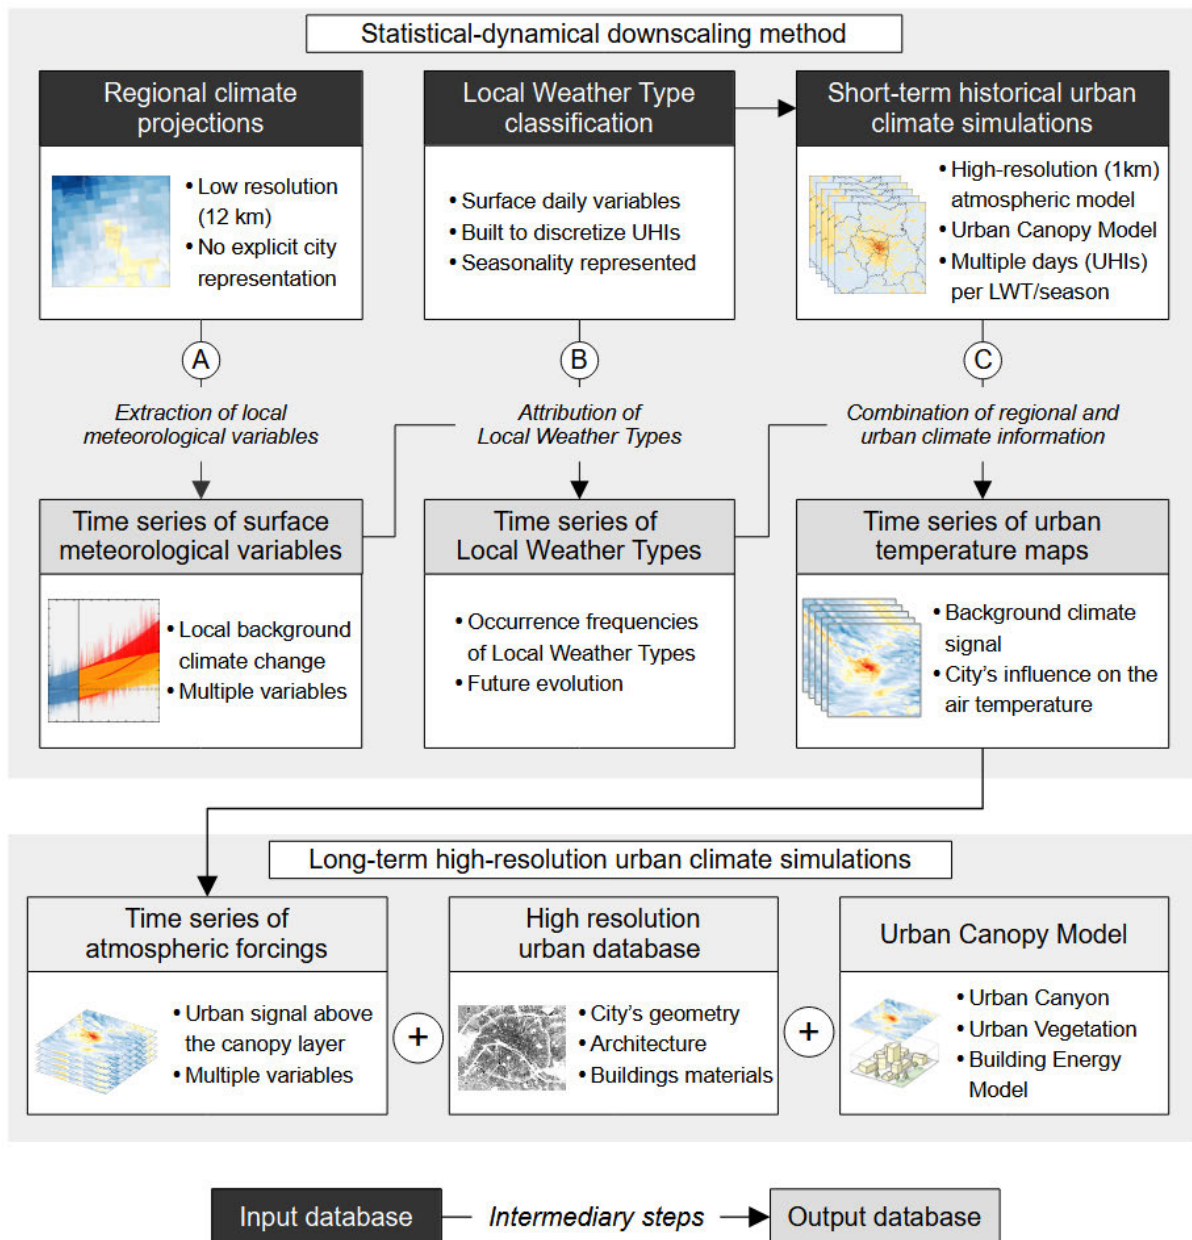 Statistical-dynamical downscaling method
Regional climate
projections
• Low resolution
(12 km)
• No explicit city
representation
Local Weather Type
classification
• Surface daily variables
• Built to discretize UHIs
• Seasonality represented
Short-term historical urban
climate simulations
• High-resolution (1km)
atmospheric model
• Urban Canopy Model
• Multiple days (UHIs)
per LWT/season
A
B
C
Extraction of local
meteorological variables
Attribution of
Local Weather Types
Combination of regional and
urban climate information
Time series of surface
meteorological variables
• Local background
climate change
• Multiple variables
Time series of
Local Weather Types
• Occurrence frequencies
of Local Weather Types
• Future evolution
Time series of urban
temperature maps
• Background climate
signal
• City's influence on the
air temperature
Long-term high-resolution urban climate simulations
Time series of
atmospheric forcings
• Urban signal above
the canopy layer
• Multiple variables
+
High resolution
urban database
• City's geometry
• Architecture
• Buildings materials
+
Urban Canopy Model
• Urban Canyon
• Urban Vegetation
• Building Energy
Model
Input database
Intermediary steps
Output database